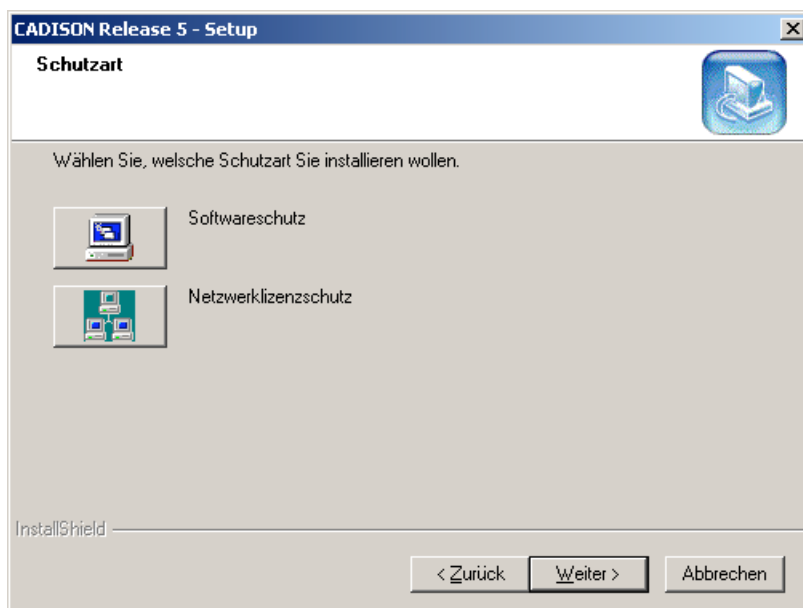 CADISON Release 5 - Setup
Schutzart
Wählen Sie, welsche Schutzart Sie installieren wollen.
Softwareschutz
Netzwerklizenzschutz
InstallShield
< Zurück Weiter > Abbrechen